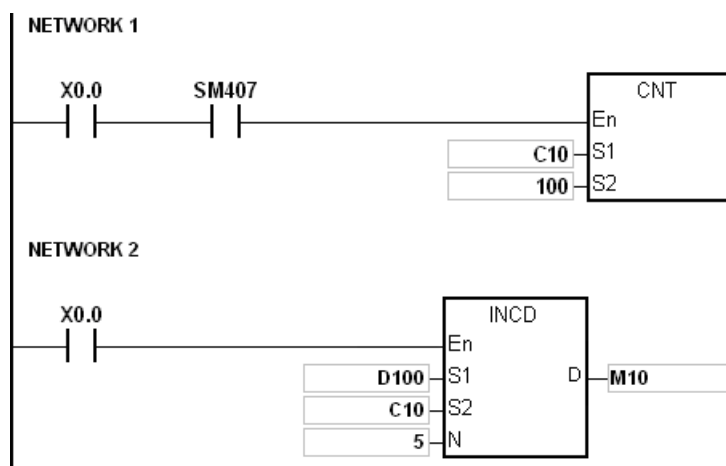 NETWORK 1
X0.0 SM407
CNT
En
C10 S1
100 S2
NETWORK 2
X0.0
INCD
En
D100 S1 D M10
C10 S2
5 N